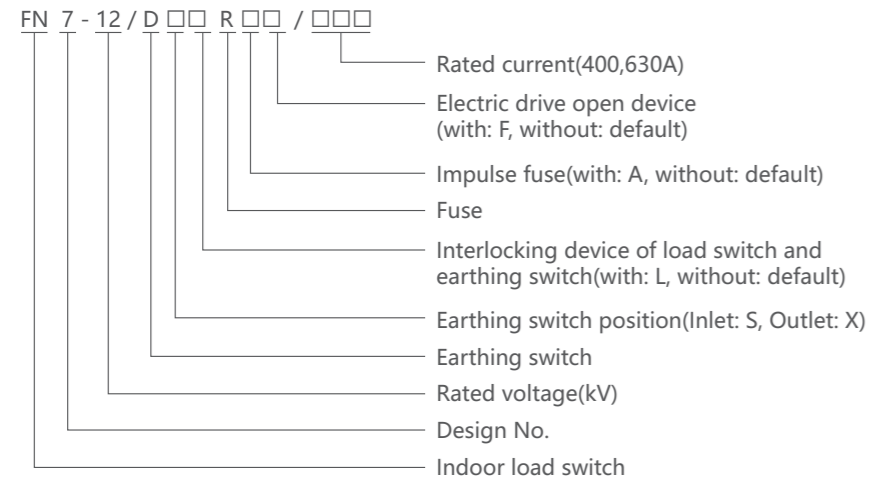 FN 7 - 12 / D □□ R □□ / □□□
Rated current(400,630A)
Electric drive open device
(with: F, without: default)
Impulse fuse(with: A, without: default)
Fuse
Interlocking device of load switch and
earthing switch(with: L, without: default)
Earthing switch position(Inlet: S, Outlet: X)
Earthing switch
Rated voltage(kV)
Design No.
Indoor load switch